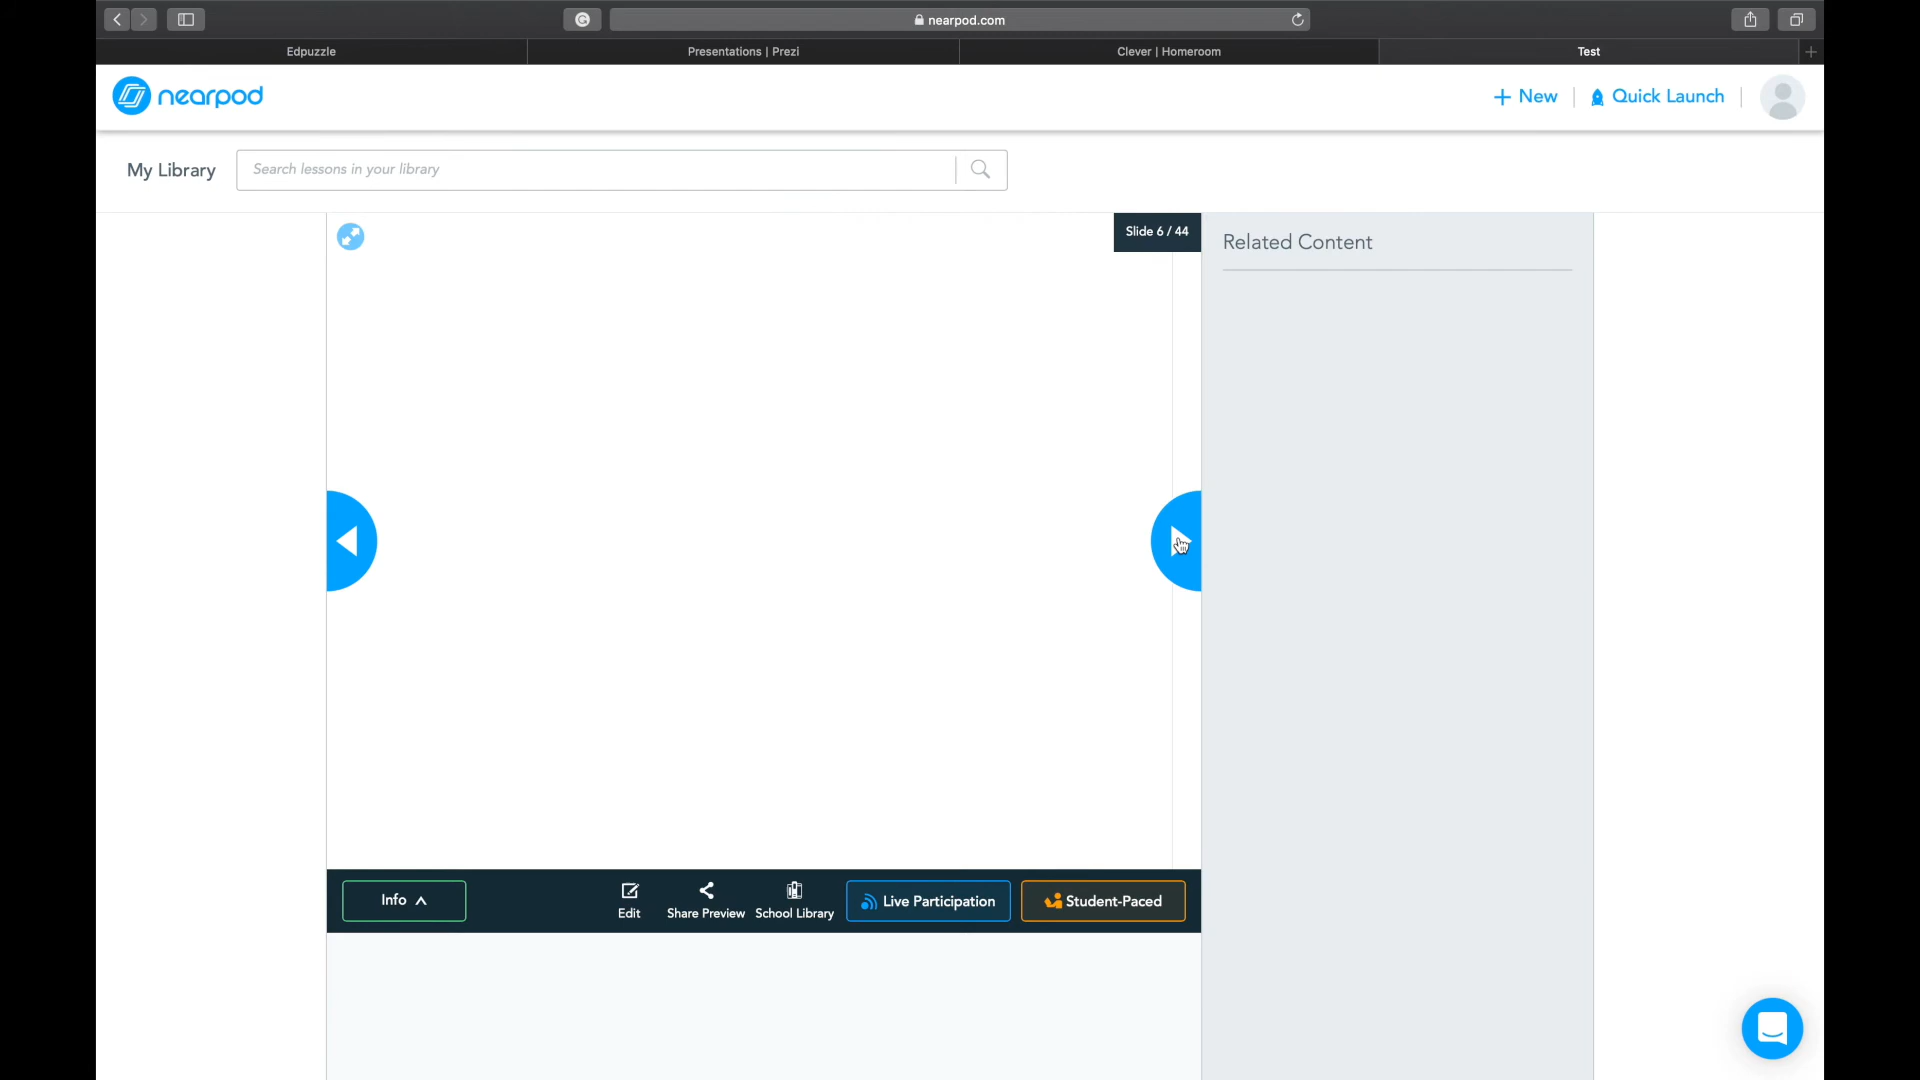 nearpod.com
Edpuzzle
Presentations | Prezi
Clever | Homeroom
Test
nearpod
New
Quick Launch
My Library
Search lessons in your library
Slide 6 / 44
Related Content
Info
Edit
Share Preview
School Library
Live Participation
Student-Paced